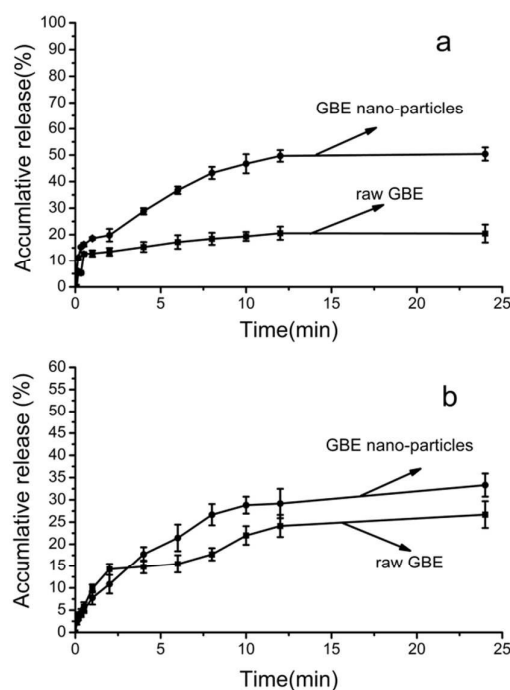 a
100
90
80
70
60
50
40
30
20
10
0
Accumlative release(%)
GBE nano-particles
raw GBE
0 5 10 15 20 25
Time(min)
b
60
55
50
45
40
35
30
25
20
15
10
5
0
Accumlative release (%)
GBE nano-particles
raw GBE
0 5 10 15 20 25
Time(min)